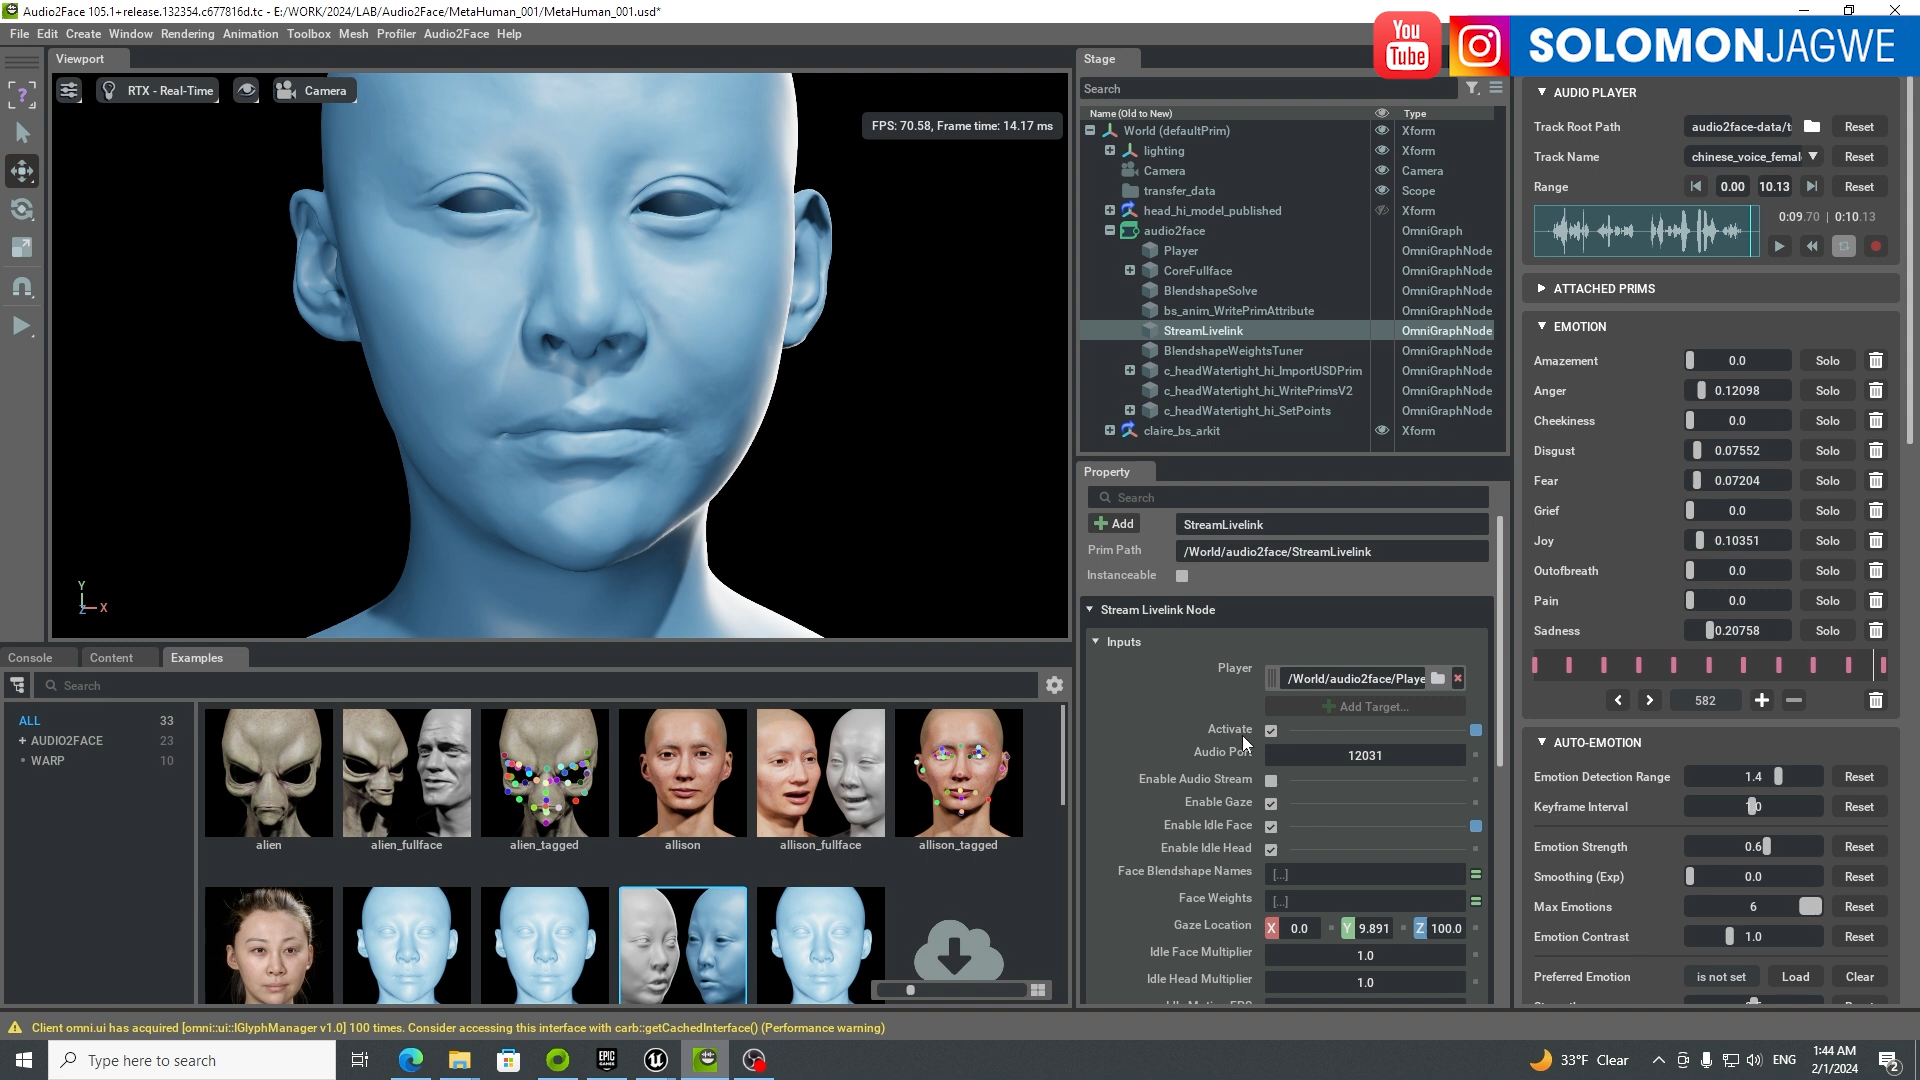 Audio2Face 105.1+release.132354.c677816d.tc - E:/WORK/2024/LAB/Audio2Face/MetaHuman_001/MetaHuman_001.usd*
File Edit Create Window Rendering Animation Toolbox Mesh Profiler Audio2Face Help
You
Tube
SOLOMONJAGWE
Viewport
RTX - Real-Time
Camera
FPS: 70.58, Frame time: 14.17 ms
Y
Z
X
Stage
Search
Name (Old to New) Type
World (defaultPrim) Xform
lighting Xform
Camera Camera
transfer_data Scope
head_hi_model_published Xform
audio2face OmniGraph
Player OmniGraphNode
CoreFullface OmniGraphNode
BlendshapeSolve OmniGraphNode
bs_anim_WritePrimAttribute OmniGraphNode
StreamLivelink OmniGraphNode
BlendshapeWeightsTuner OmniGraphNode
c_headWatertight_hi_ImportUSDPrim OmniGraphNode
c_headWatertight_hi_WritePrimsV2 OmniGraphNode
c_headWatertight_hi_SetPoints OmniGraphNode
claire_bs_arkit Xform
Property
Search
Add StreamLivelink
Prim Path /World/audio2face/StreamLivelink
Instanceable
Stream Livelink Node
Inputs
Player /World/audio2face/Playe
Add Target...
Activate
Audio Port 12031
Enable Audio Stream
Enable Gaze
Enable Idle Face
Enable Idle Head
Face Blendshape Names [...]
Face Weights [...]
Gaze Location X 0.0 Y 9.891 Z 100.0
Idle Face Multiplier 1.0
Idle Head Multiplier 1.0
AUDIO PLAYER
Track Root Path audio2face-data/t Reset
Track Name chinese_voice_femal Reset
Range 0.00 10.13 Reset
0:09.70 | 0:10.13
ATTACHED PRIMS
EMOTION
Amazement 0.0 Solo
Anger 0.12098 Solo
Cheekiness 0.0 Solo
Disgust 0.07552 Solo
Fear 0.07204 Solo
Grief 0.0 Solo
Joy 0.10351 Solo
Outofbreath 0.0 Solo
Pain 0.0 Solo
Sadness 0.20758 Solo
582
AUTO-EMOTION
Emotion Detection Range 1.4 Reset
Keyframe Interval Reset
Emotion Strength 0.6 Reset
Smoothing (Exp) 0.0 Reset
Max Emotions 6 Reset
Emotion Contrast 1.0 Reset
Preferred Emotion is not set Load Clear
Console Content Examples
Search
ALL 33
+ AUDIO2FACE 23
• WARP 10
alien alien_fullface alien_tagged allison allison_fullface allison_tagged
Client omni.ui has acquired [omni::ui::IGlyphManager v1.0] 100 times. Consider accessing this interface with carb::getCachedInterface() (Performance warning)
Type here to search
EPIC
GAMES
33°F Clear
ENG
1:44 AM
2/1/2024
2